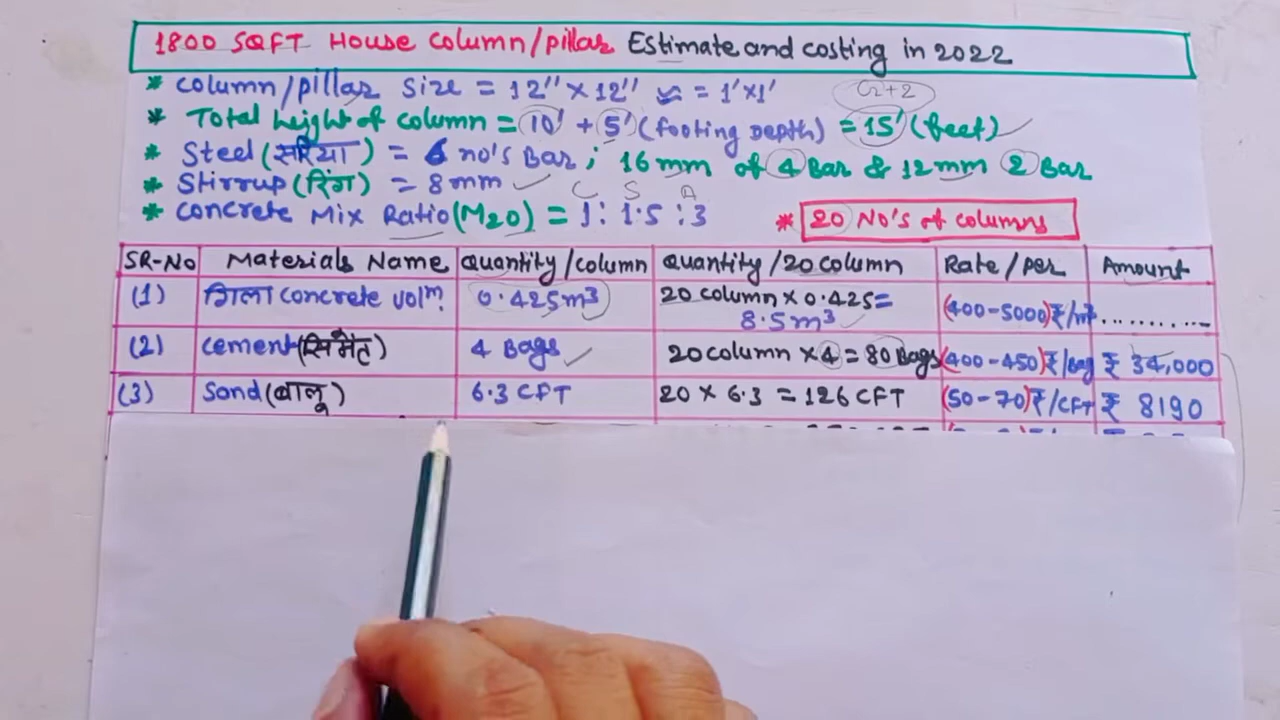 1800 SQFT House Column/pillar Estimate and costing in 2022
* Column/pillar Size = 12" × 12" ≈ = 1' × 1'
G+2
* Total height of column = 10' + 5' (footing Depth) = 15' (feet)
* Steel (सरिया) = 6 no's Bar ; 16 mm of 4 Bar & 12 mm 2 Bar
* Stirrup (रिंग) = 8 mm
C S A
* Concrete Mix Ratio (M20) = 1 : 1.5 : 3
* 20 No's of columns
SR-No Materials Name Quantity/column Quantity/20 column Rate/per Amount
(1) गिला concrete volm. 0.425m³ 20 column × 0.425 = 8.5m³ (400-5000)₹/m³ ............
(2) cement (सिमेंट) 4 Bags 20 column × 4 = 80 Bags (400-450)₹/bag ₹ 34,000
(3) Sand (बालू) 6.3 CFT 20 × 6.3 = 126 CFT (50-70)₹/CFT ₹ 8190